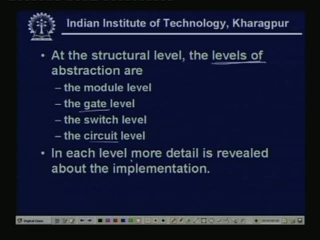 Indian Institute of Technology, Kharagpur
• At the structural level, the levels of
abstraction are
– the module level
– the gate level
– the switch level
– the circuit level
• In each level more detail is revealed
about the implementation.